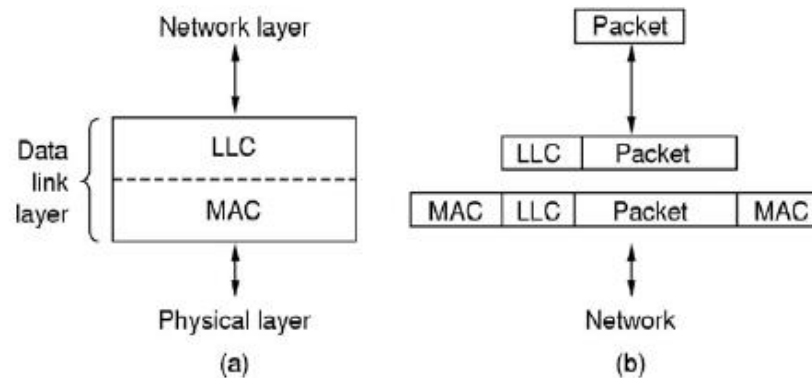 Network layer
Packet
Data
link
layer
LLC
MAC
LLC Packet
MAC LLC Packet MAC
Physical layer
Network
(a)
(b)